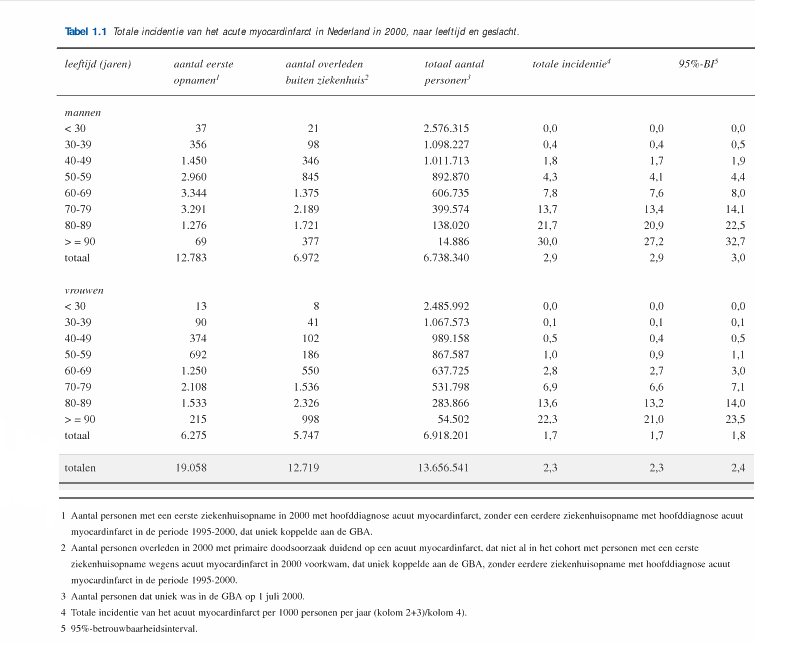 Tabel 1.1 Totale incidentie van het acute myocardinfarct in Nederland in 2000, naar leeftijd en geslacht.
leeftijd (jaren) aantal eerste aantal overleden totaal aantal totale incidentie4 95%-BI5
opnamen1 buiten ziekenhuis2 personen3
mannen
< 30 37 21 2.576.315 0,0 0,0 0,0
30-39 356 98 1.098.227 0,4 0,4 0,5
40-49 1.450 346 1.011.713 1,8 1,7 1,9
50-59 2.960 845 892.870 4,3 4,1 4,4
60-69 3.344 1.375 606.735 7,8 7,6 8,0
70-79 3.291 2.189 399.574 13,7 13,4 14,1
80-89 1.276 1.721 138.020 21,7 20,9 22,5
> = 90 69 377 14.886 30,0 27,2 32,7
totaal 12.783 6.972 6.738.340 2,9 2,9 3,0
vrouwen
< 30 13 8 2.485.992 0,0 0,0 0,0
30-39 90 41 1.067.573 0,1 0,1 0,1
40-49 374 102 989.158 0,5 0,4 0,5
50-59 692 186 867.587 1,0 0,9 1,1
60-69 1.250 550 637.725 2,8 2,7 3,0
70-79 2.108 1.536 531.798 6,9 6,6 7,1
80-89 1.533 2.326 283.866 13,6 13,2 14,0
> = 90 215 998 54.502 22,3 21,0 23,5
totaal 6.275 5.747 6.918.201 1,7 1,7 1,8
totalen 19.058 12.719 13.656.541 2,3 2,3 2,4
1 Aantal personen met een eerste ziekenhuisopname in 2000 met hoofddiagnose acuut myocardinfarct, zonder een eerdere ziekenhuisopname met hoofddiagnose acuut
myocardinfarct in de periode 1995-2000, dat uniek koppelde aan de GBA.
2 Aantal personen overleden in 2000 met primaire doodsoorzaak duidend op een acuut myocardinfarct, dat niet al in het cohort met personen met een eerste
ziekenhuisopname wegens acuut myocardinfarct in 2000 voorkwam, dat uniek koppelde aan de GBA, zonder eerdere ziekenhuisopname met hoofddiagnose acuut
myocardinfarct in de periode 1995-2000.
3 Aantal personen dat uniek was in de GBA op 1 juli 2000.
4 Totale incidentie van het acuut myocardinfarct per 1000 personen per jaar (kolom 2+3)/kolom 4).
5 95%-betrouwbaarheidsinterval.